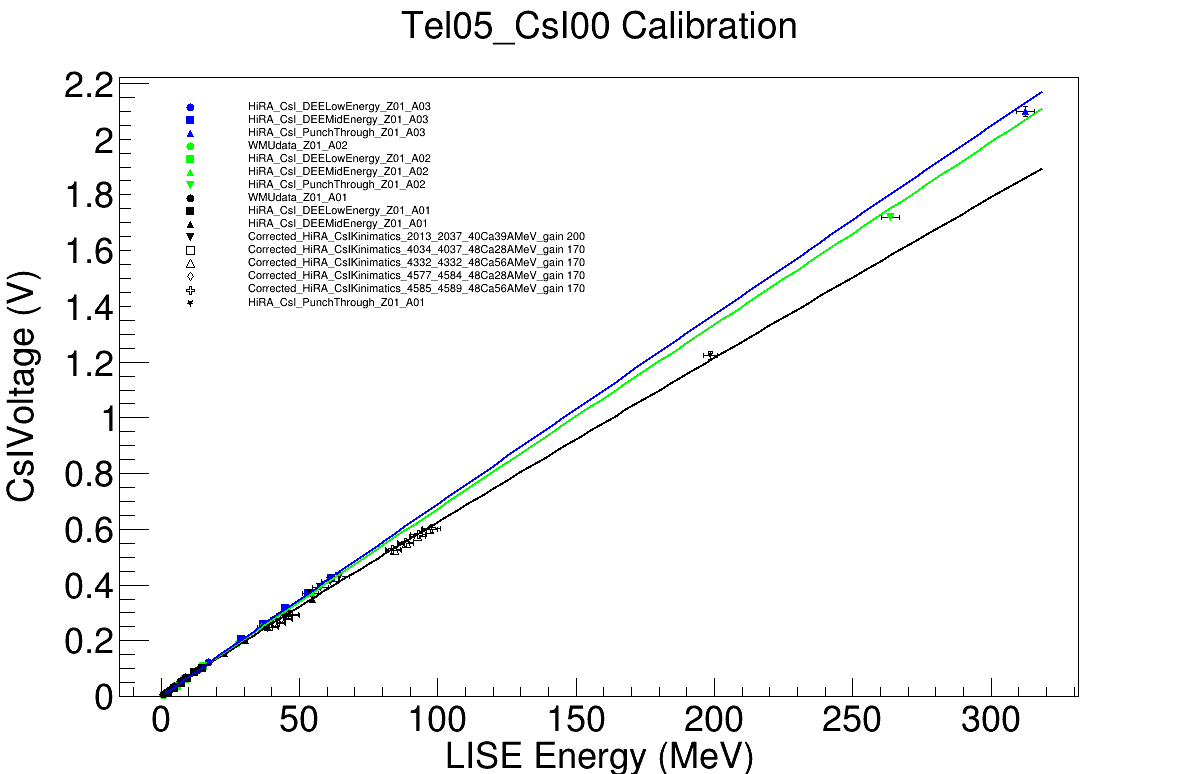 Tel05_CsI00 Calibration
2.2
2
1.8
1.6
1.4
1.2
1
0.8
0.6
0.4
0.2
0
CsIVoltage (V)
HiRA_CsI_DEELowEnergy_Z01_A03
HiRA_CsI_DEEMidEnergy_Z01_A03
HiRA_CsI_PunchThrough_Z01_A03
WMUdata_Z01_A02
HiRA_CsI_DEELowEnergy_Z01_A02
HiRA_CsI_DEEMidEnergy_Z01_A02
HiRA_CsI_PunchThrough_Z01_A02
WMUdata_Z01_A01
HiRA_CsI_DEELowEnergy_Z01_A01
HiRA_CsI_DEEMidEnergy_Z01_A01
Corrected_HiRA_CsIKinimatics_2013_2037_40Ca39AMeV_gain 200
Corrected_HiRA_CsIKinimatics_4034_4037_48Ca28AMeV_gain 170
Corrected_HiRA_CsIKinimatics_4332_4332_48Ca56AMeV_gain 170
Corrected_HiRA_CsIKinimatics_4577_4584_48Ca28AMeV_gain 170
Corrected_HiRA_CsIKinimatics_4585_4589_48Ca56AMeV_gain 170
HiRA_CsI_PunchThrough_Z01_A01
0 50 100 150 200 250 300
LISE Energy (MeV)